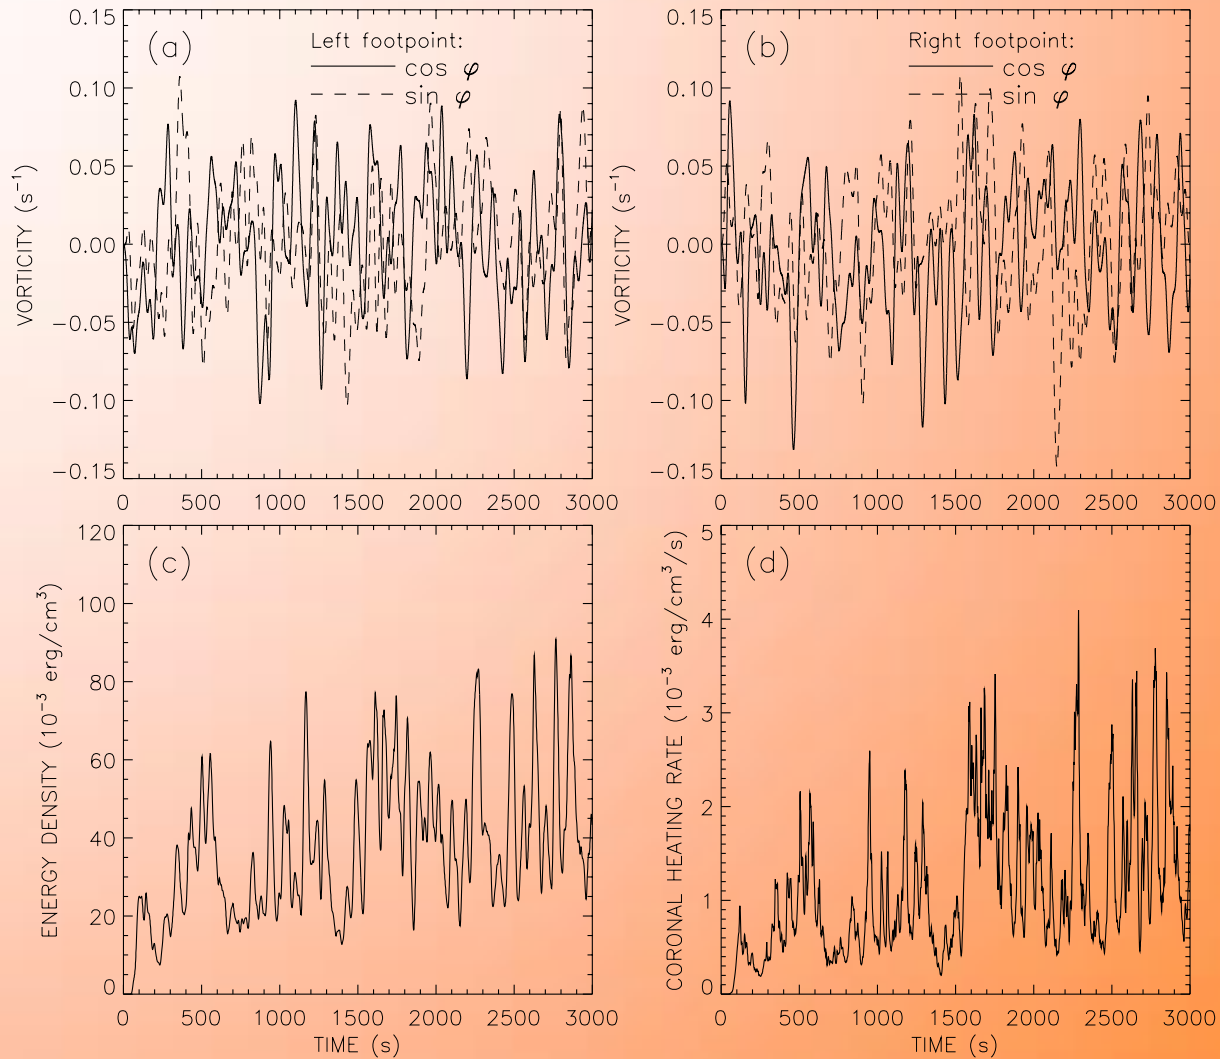 (a)
Left footpoint:
cos φ
sin φ
0.15
0.10
0.05
0.00
−0.05
−0.10
−0.15
VORTICITY (s⁻¹)
0 500 1000 1500 2000 2500 3000
(b)
Right footpoint:
cos φ
sin φ
0.15
0.10
0.05
0.00
−0.05
−0.10
−0.15
VORTICITY (s⁻¹)
0 500 1000 1500 2000 2500 3000
(c)
120
100
80
60
40
20
0
ENERGY DENSITY (10⁻³ erg/cm³)
0 500 1000 1500 2000 2500 3000
TIME (s)
(d)
5
4
3
2
1
0
CORONAL HEATING RATE (10⁻³ erg/cm³/s)
0 500 1000 1500 2000 2500 3000
TIME (s)